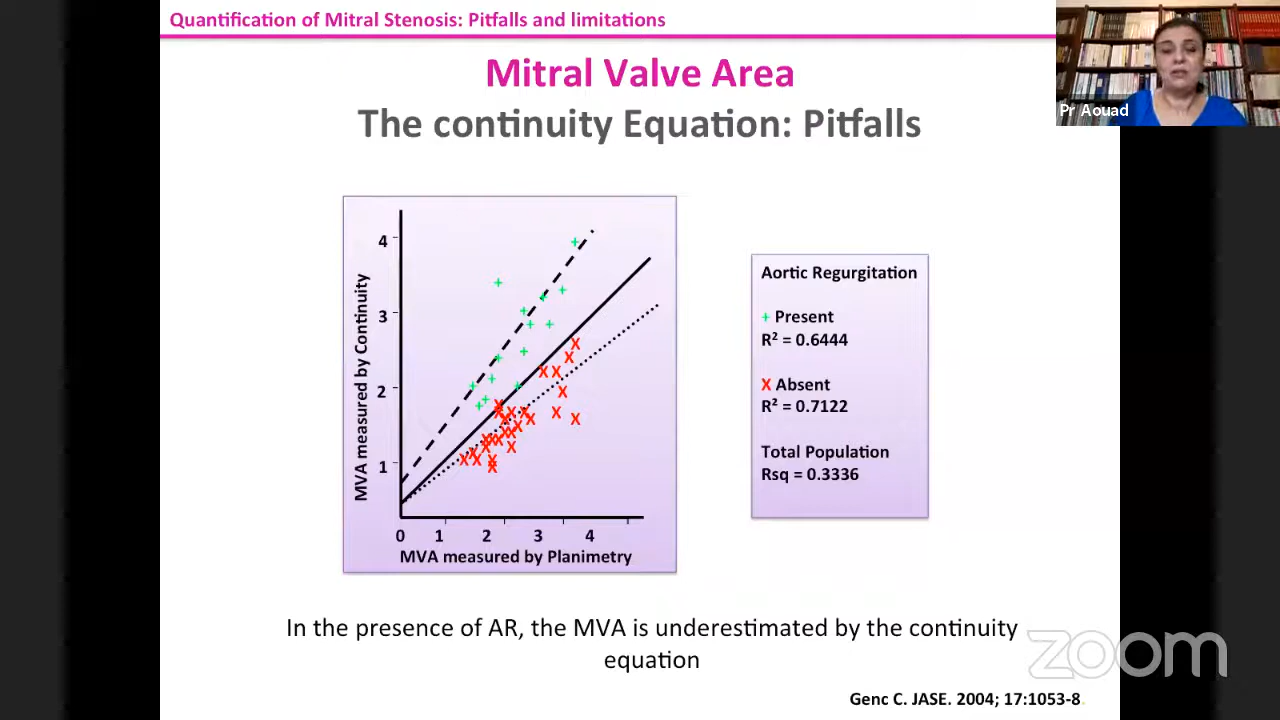 Quantification of Mitral Stenosis: Pitfalls and limitations
Pr Aouad
Mitral Valve Area
The continuity Equation: Pitfalls
MVA measured by Continuity
4
3
2
1
0 1 2 3 4
MVA measured by Planimetry
Aortic Regurgitation
+ Present
R² = 0.6444
X Absent
R² = 0.7122
Total Population
Rsq = 0.3336
In the presence of AR, the MVA is underestimated by the continuity
equation
zoom
Genc C. JASE. 2004; 17:1053-8.